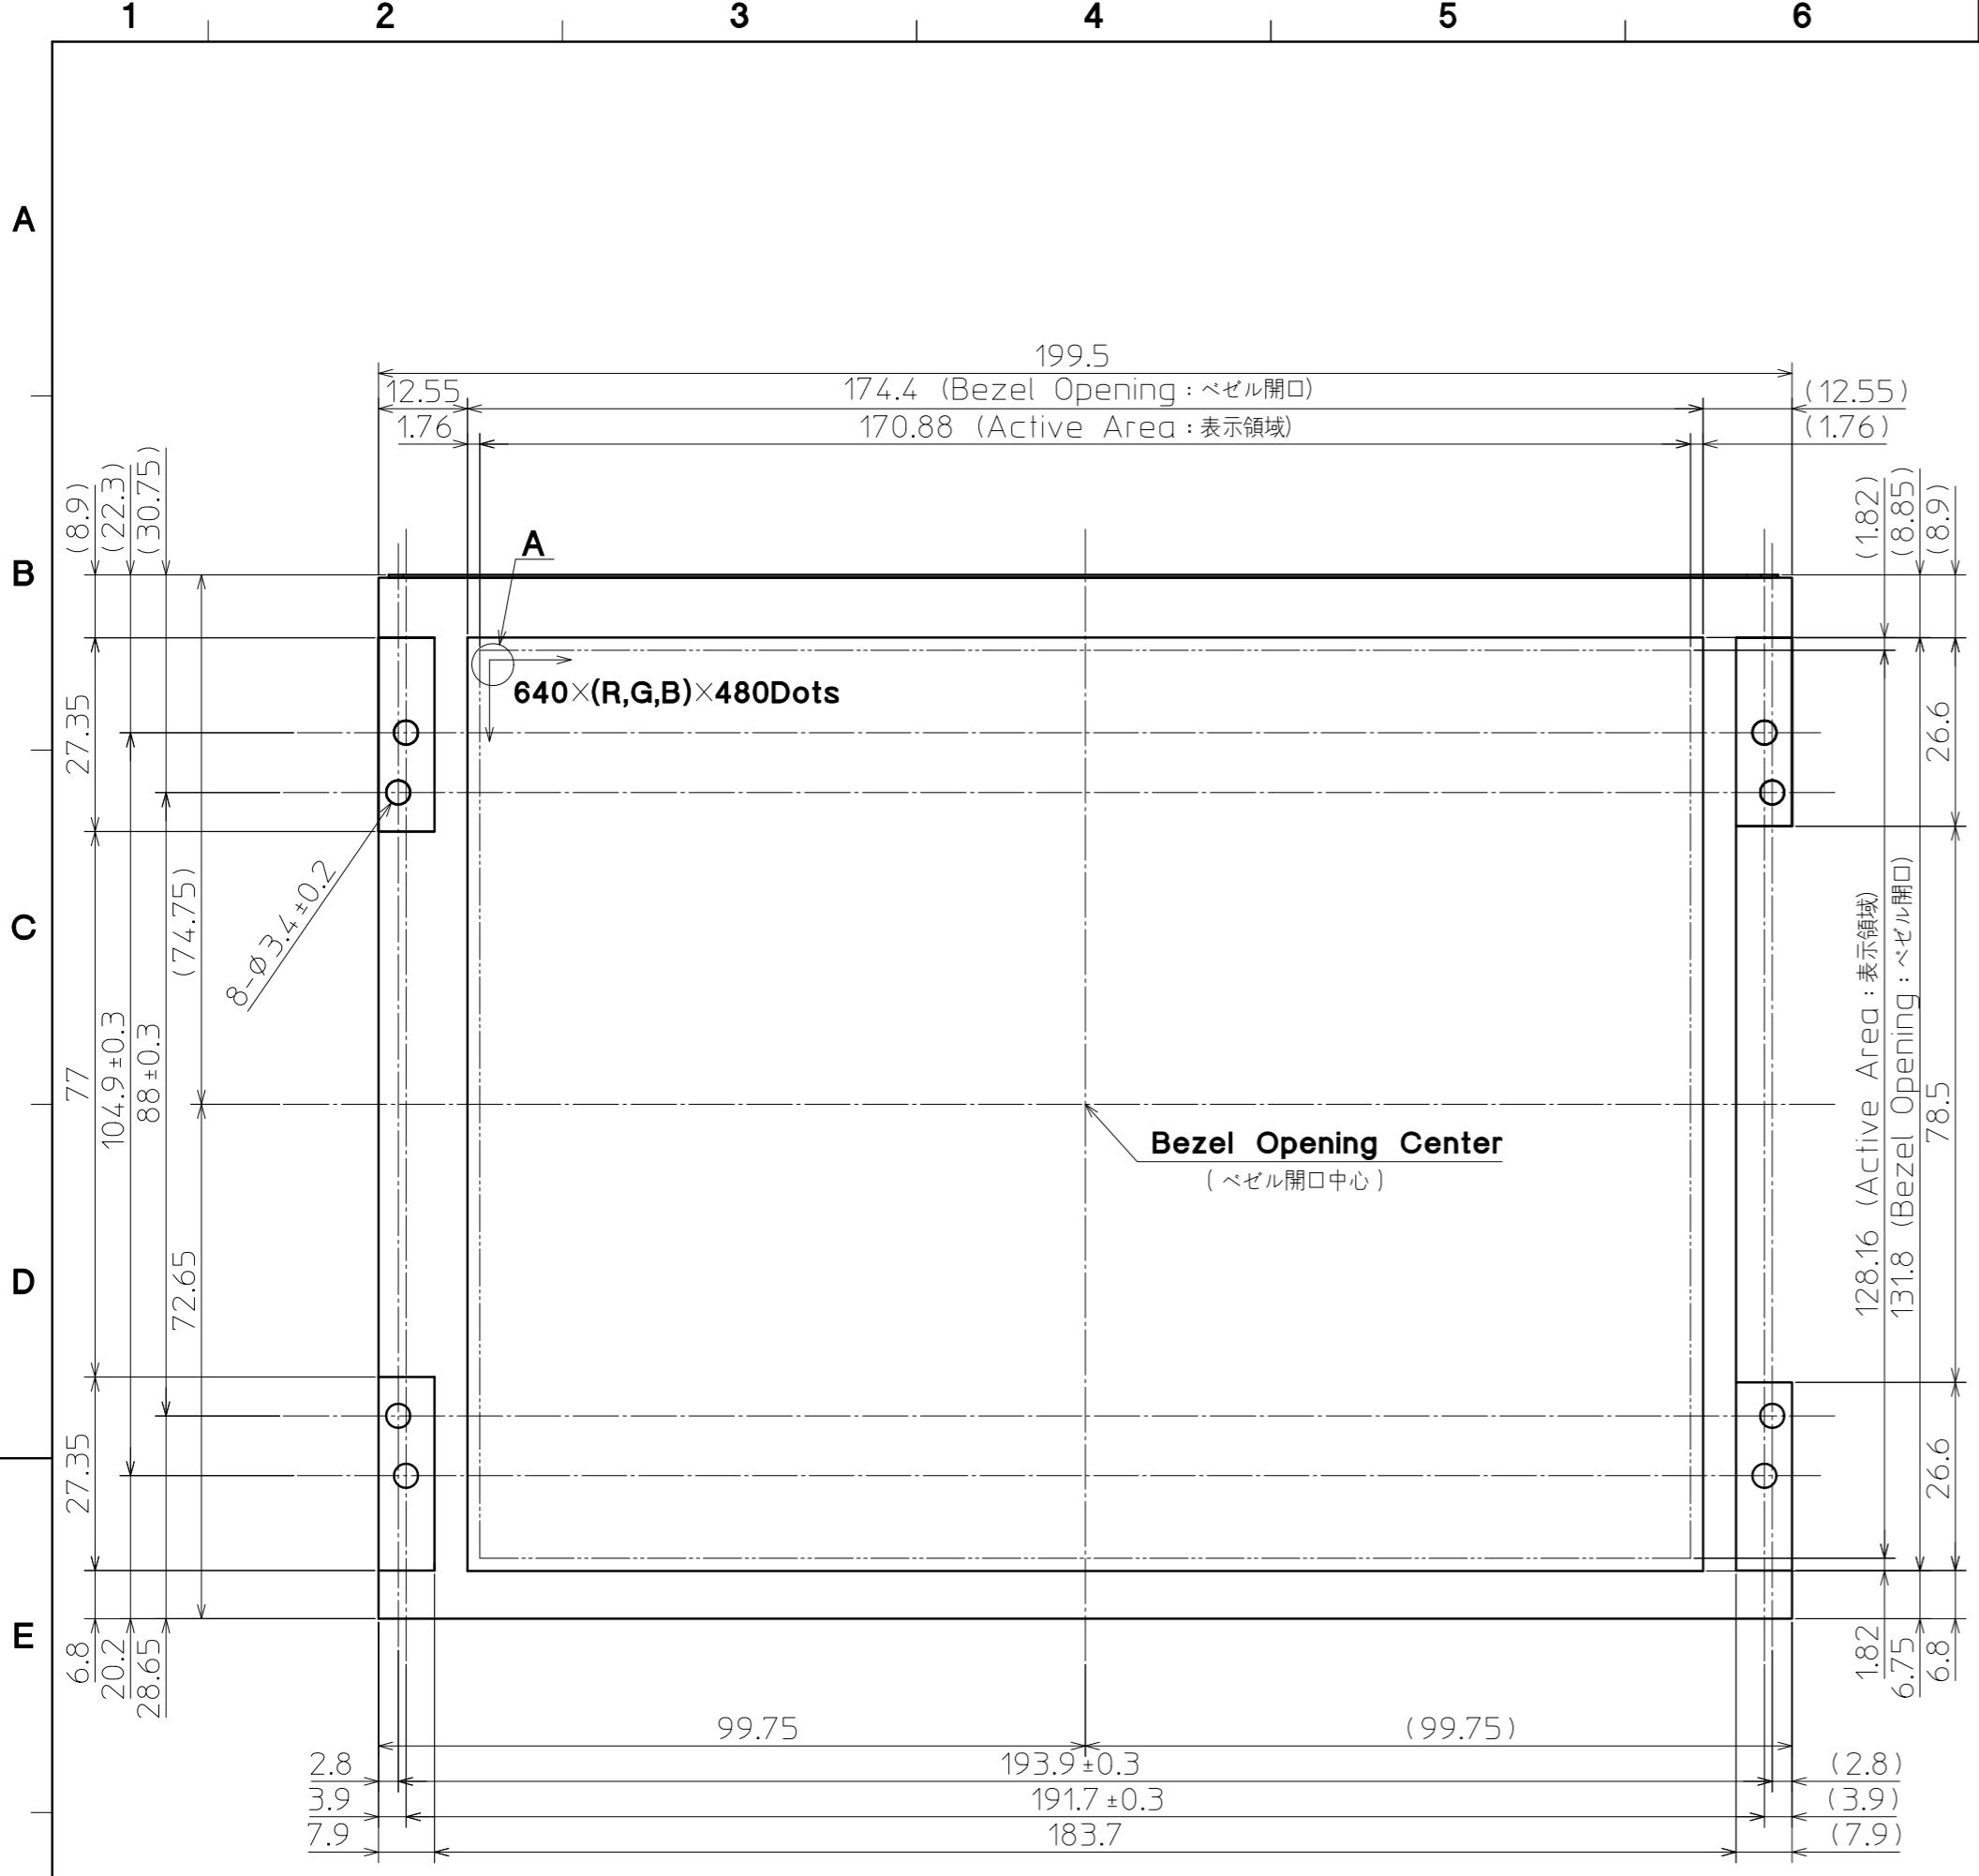 1 2 3 4 5 6
A
B
C
D
E
199.5
12.55 174.4 (Bezel Opening : ベゼル開口) (12.55)
1.76 170.88 (Active Area : 表示領域) (1.76)
(8.9)
(22.3)
(30.75)
(1.82)
(8.85)
(8.9)
A
640×(R,G,B)×480Dots
27.35
26.6
8-Ø3.4±0.2
(74.75)
77
104.9±0.3
88±0.3
72.65
Bezel Opening Center
( ベゼル開口中心 )
128.16 (Active Area : 表示領域)
131.8 (Bezel Opening : ベゼル開口)
78.5
27.35
26.6
6.8
20.2
28.65
1.82
6.75
6.8
99.75 (99.75)
2.8 193.9±0.3 (2.8)
3.9 191.7±0.3 (3.9)
7.9 183.7 (7.9)